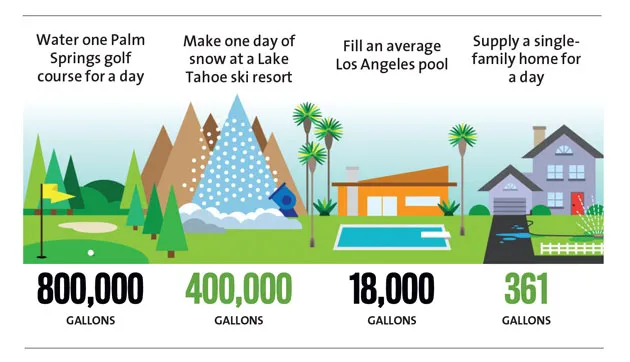 Water one Palm
Springs golf
course for a day
Make one day of
snow at a Lake
Tahoe ski resort
Fill an average
Los Angeles pool
Supply a single-
family home for
a day
800,000
GALLONS
400,000
GALLONS
18,000
GALLONS
361
GALLONS